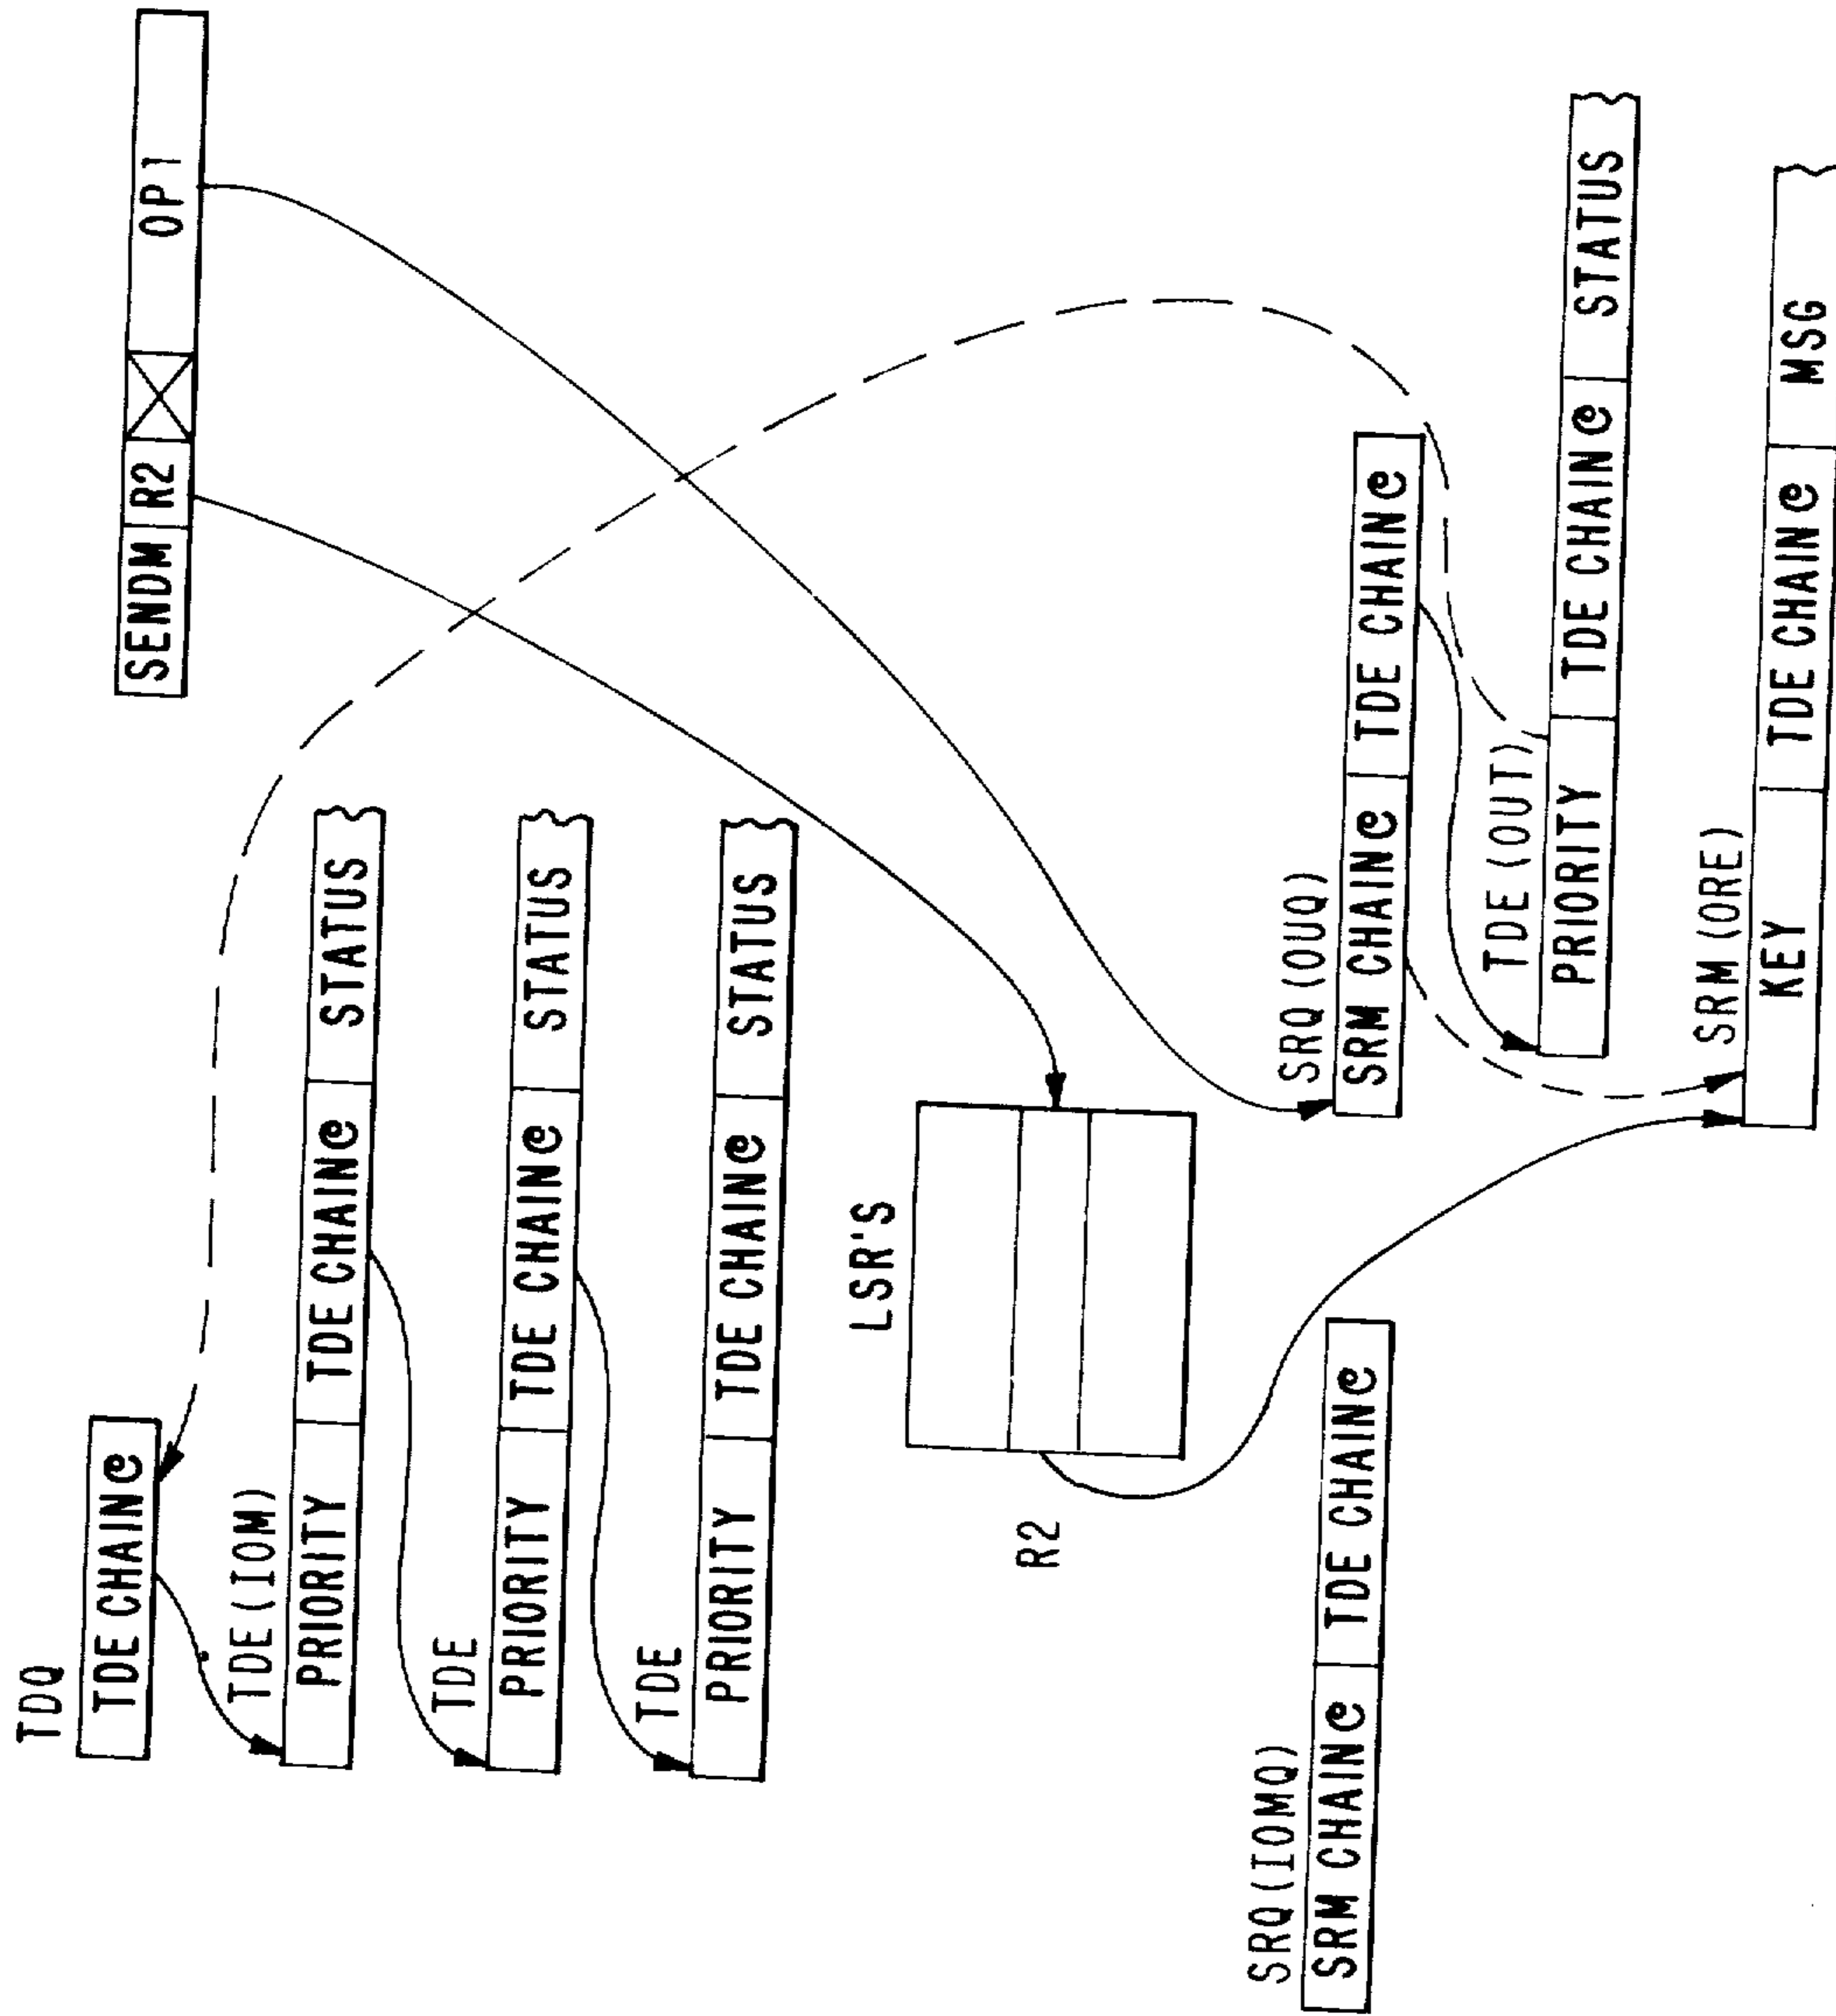 SENDM R2 OP1
TDQ
TDE CHAIN@
TDE (IOM)
PRIORITY TDE CHAIN@ STATUS
TDE
PRIORITY TDE CHAIN@ STATUS
TDE
PRIORITY TDE CHAIN@ STATUS
LSR'S
R2
SRQ (IOMQ)
SRM CHAIN@ TDE CHAIN@
SRQ (OUQ)
SRM CHAIN@ TDE CHAIN@
TDE (OUT)
PRIORITY TDE CHAIN@ STATUS
SRM (ORE)
KEY TDE CHAIN@ MSG